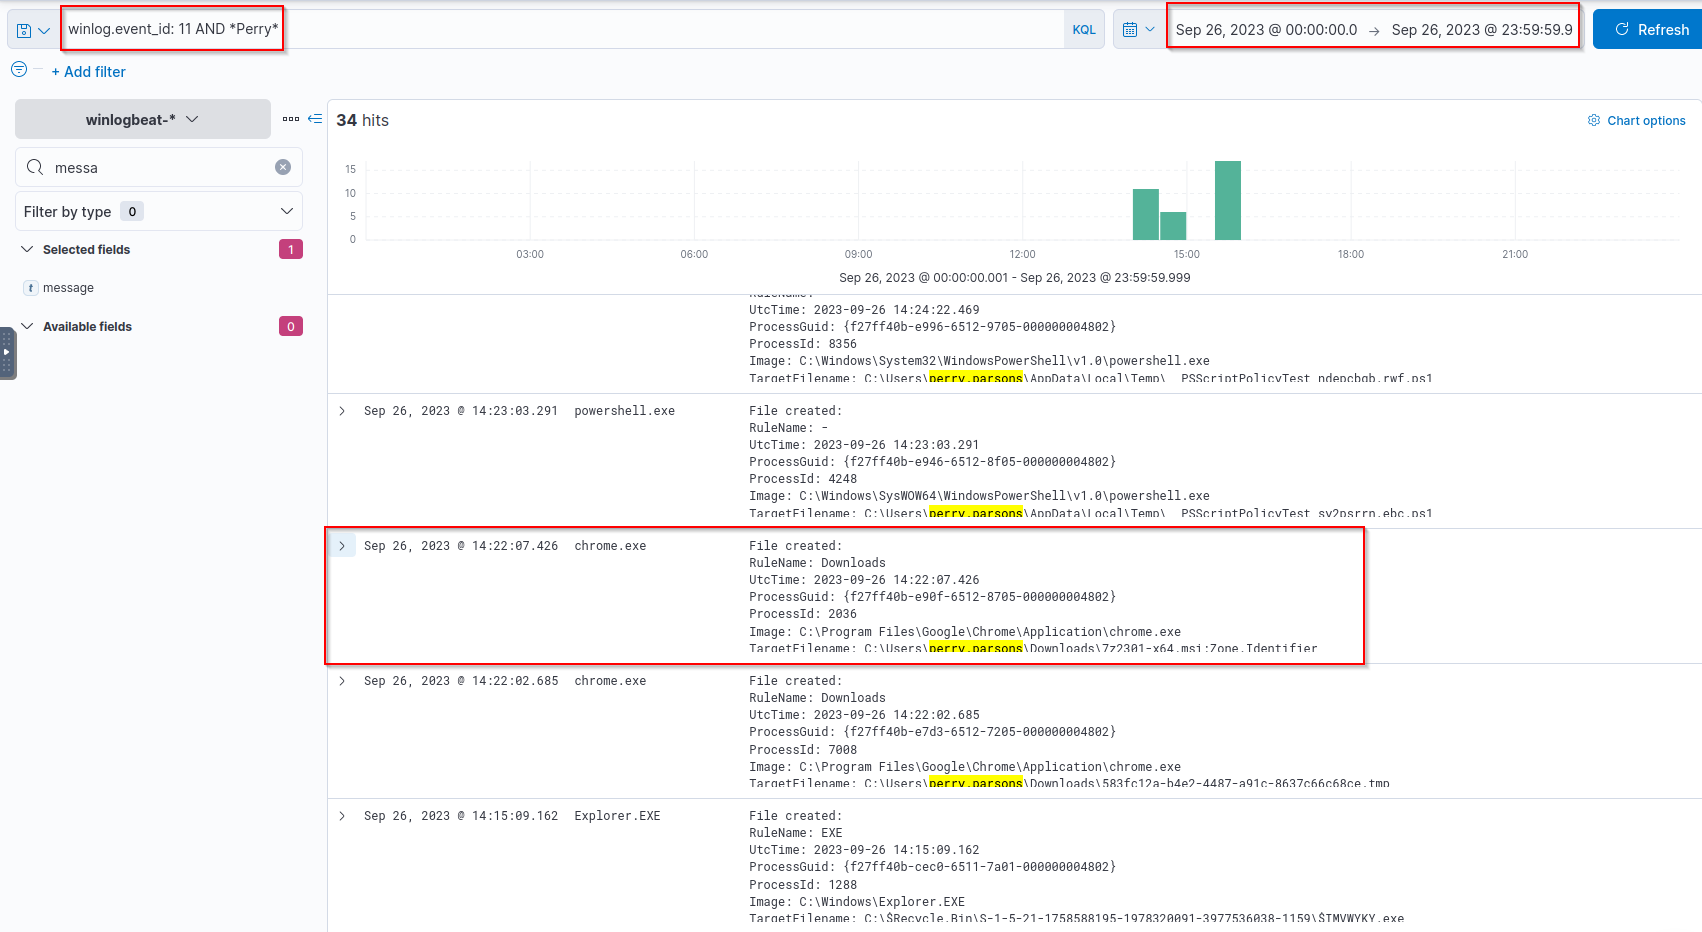 winlog.event_id: 11 AND *Perry*
KQL
Sep 26, 2023 @ 00:00:00.0 → Sep 26, 2023 @ 23:59:59.9
Refresh
+ Add filter
winlogbeat-*
messa
Filter by type 0
Selected fields 1
t message
Available fields 0
34 hits
Chart options
15
10
5
0
03:00 06:00 09:00 12:00 15:00 18:00 21:00
Sep 26, 2023 @ 00:00:00.001 - Sep 26, 2023 @ 23:59:59.999
RuleName:
UtcTime: 2023-09-26 14:24:22.469
ProcessGuid: {f27ff40b-e996-6512-9705-000000004802}
ProcessId: 8356
Image: C:\Windows\System32\WindowsPowerShell\v1.0\powershell.exe
TargetFilename: C:\Users\perry.parsons\AppData\Local\Temp\__PSScriptPolicyTest_ndepcbgb.rwf.ps1
Sep 26, 2023 @ 14:23:03.291 powershell.exe File created:
RuleName: -
UtcTime: 2023-09-26 14:23:03.291
ProcessGuid: {f27ff40b-e946-6512-8f05-000000004802}
ProcessId: 4248
Image: C:\Windows\SysWOW64\WindowsPowerShell\v1.0\powershell.exe
TargetFilename: C:\Users\perry.parsons\AppData\Local\Temp\__PSScriptPolicyTest_sy2psrrn.ebc.ps1
Sep 26, 2023 @ 14:22:07.426 chrome.exe File created:
RuleName: Downloads
UtcTime: 2023-09-26 14:22:07.426
ProcessGuid: {f27ff40b-e90f-6512-8705-000000004802}
ProcessId: 2036
Image: C:\Program Files\Google\Chrome\Application\chrome.exe
TargetFilename: C:\Users\perry.parsons\Downloads\7z2301-x64.msi:Zone.Identifier
Sep 26, 2023 @ 14:22:02.685 chrome.exe File created:
RuleName: Downloads
UtcTime: 2023-09-26 14:22:02.685
ProcessGuid: {f27ff40b-e7d3-6512-7205-000000004802}
ProcessId: 7008
Image: C:\Program Files\Google\Chrome\Application\chrome.exe
TargetFilename: C:\Users\perry.parsons\Downloads\583fc12a-b4e2-4487-a91c-8637c66c68ce.tmp
Sep 26, 2023 @ 14:15:09.162 Explorer.EXE File created:
RuleName: EXE
UtcTime: 2023-09-26 14:15:09.162
ProcessGuid: {f27ff40b-cec0-6511-7a01-000000004802}
ProcessId: 1288
Image: C:\Windows\Explorer.EXE
TargetFilename: C:\$Recycle.Bin\S-1-5-21-1758588195-1978320091-3977536038-1159\$IMVWYKY.exe